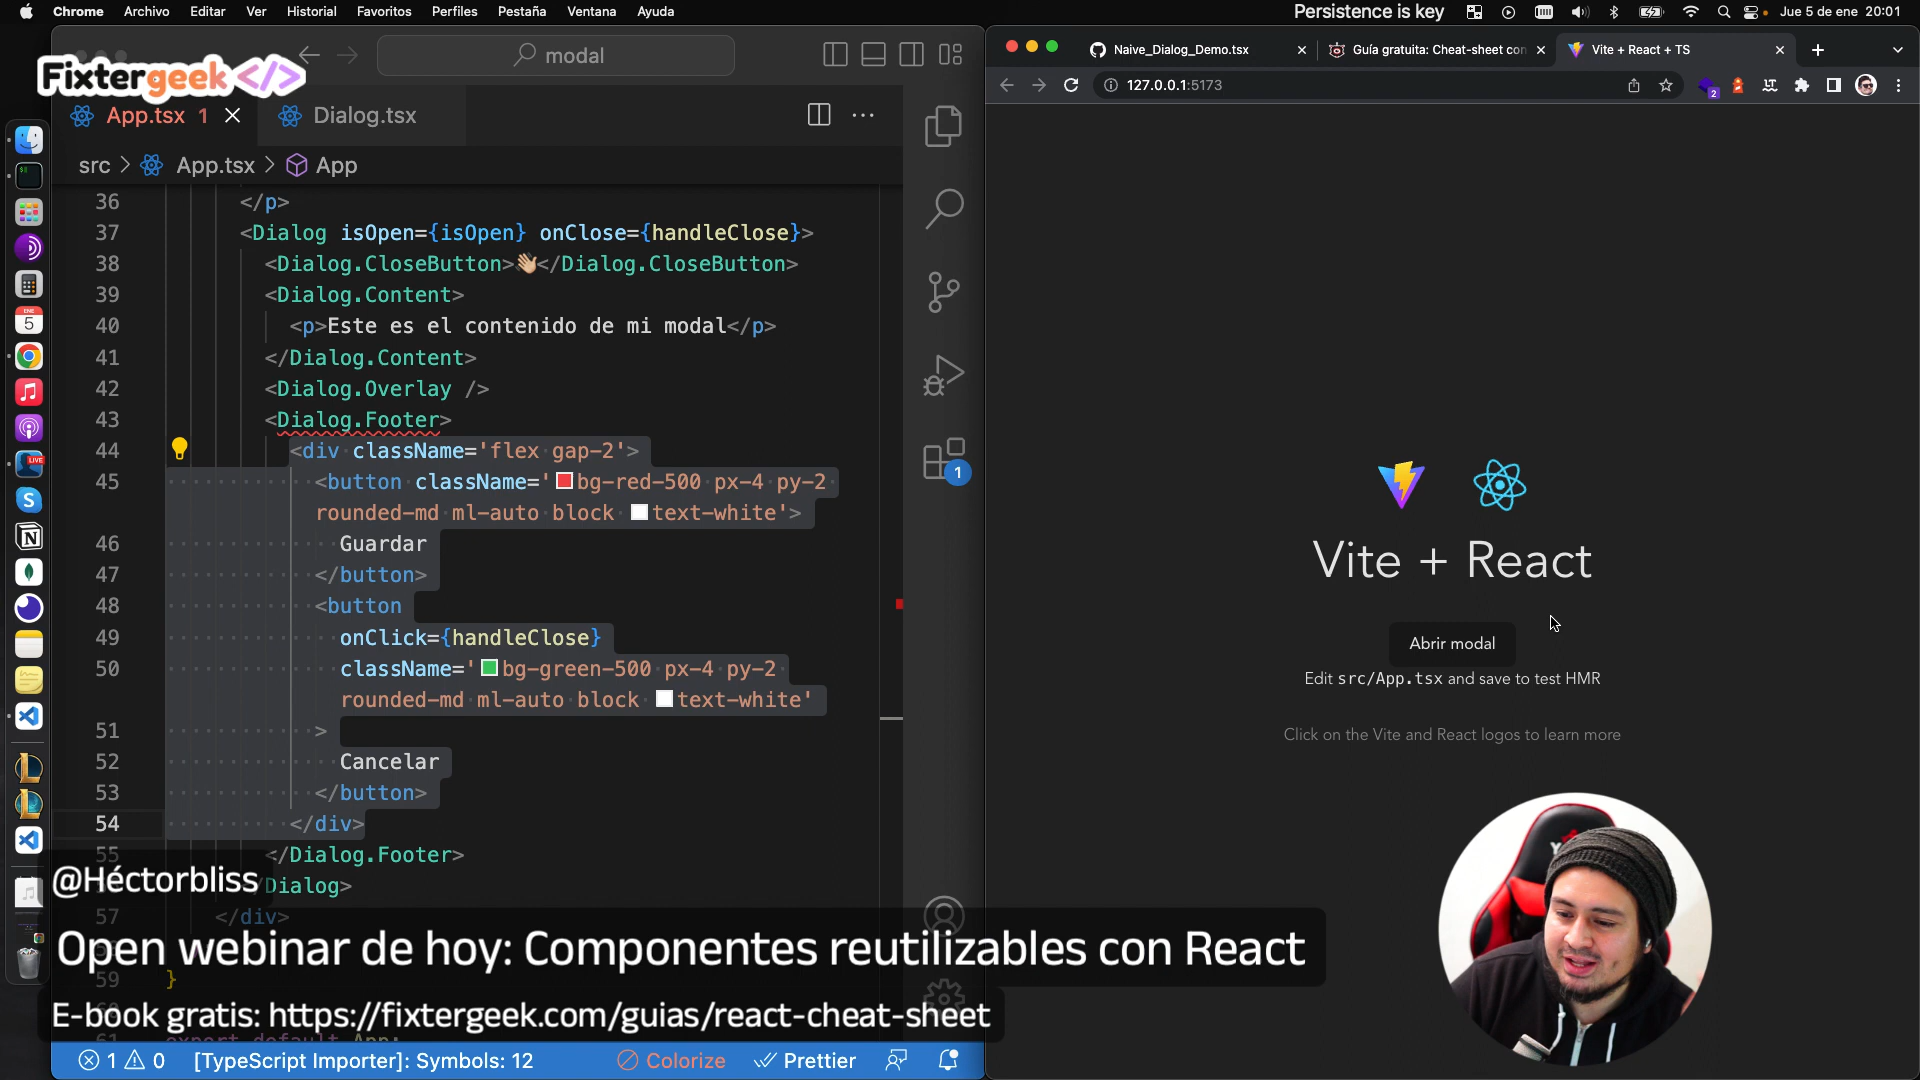 Chrome Archivo Editar Ver Historial Favoritos Perfiles Pestaña Ventana Ayuda
Persistence is key
Jue 5 de ene 20:01
Fixtergeek </>
modal
App.tsx 1
Dialog.tsx
src > App.tsx > App
36 </p>
37 <Dialog isOpen={isOpen} onClose={handleClose}>
38 <Dialog.CloseButton>👋🏼</Dialog.CloseButton>
39 <Dialog.Content>
40 <p>Este es el contenido de mi modal</p>
41 </Dialog.Content>
42 <Dialog.Overlay />
43 <Dialog.Footer>
44 <div className='flex gap-2'>
45 <button className='bg-red-500 px-4 py-2
rounded-md ml-auto block text-white'>
46 Guardar
47 </button>
48 <button
49 onClick={handleClose}
50 className='bg-green-500 px-4 py-2
rounded-md ml-auto block text-white'
51 >
52 Cancelar
53 </button>
54 </div>
55 </Dialog.Footer>
Dialog>
57 </div>
59 }
export default App;
1
@Héctorbliss
Open webinar de hoy: Componentes reutilizables con React
E-book gratis: https://fixtergeek.com/guias/react-cheat-sheet
1 0 [TypeScript Importer]: Symbols: 12 Colorize Prettier
ENE
5
LIVE
Naive_Dialog_Demo.tsx
Guía gratuita: Cheat-sheet con
Vite + React + TS
127.0.0.1:5173
2
Vite + React
Abrir modal
Edit src/App.tsx and save to test HMR
Click on the Vite and React logos to learn more